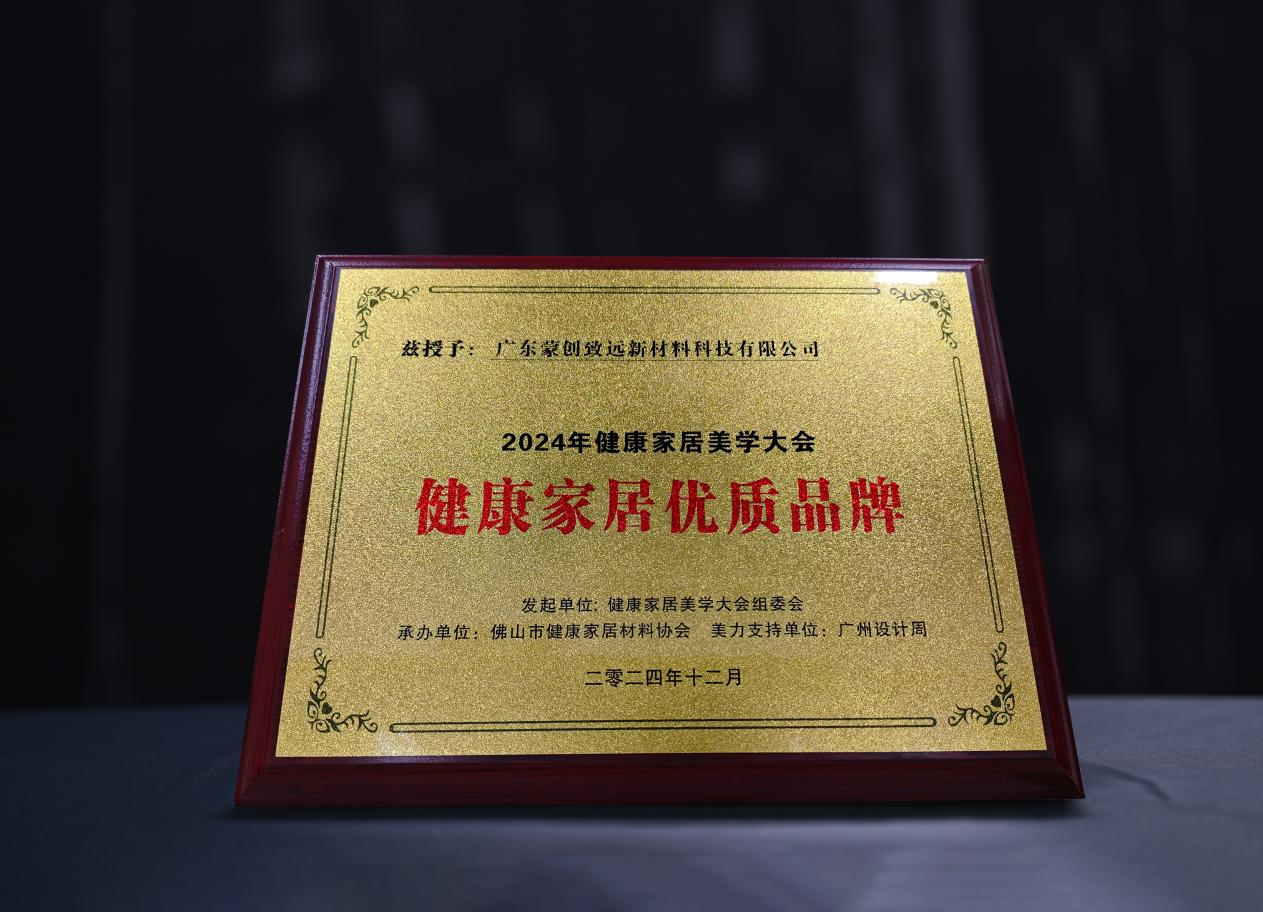 兹授予： 广东蒙创致远新材料科技有限公司
2024年健康家居美学大会
健康家居优质品牌
发起单位: 健康家居美学大会组委会
承办单位：佛山市健康家居材料协会 美力支持单位：广州设计周
二零二四年十二月